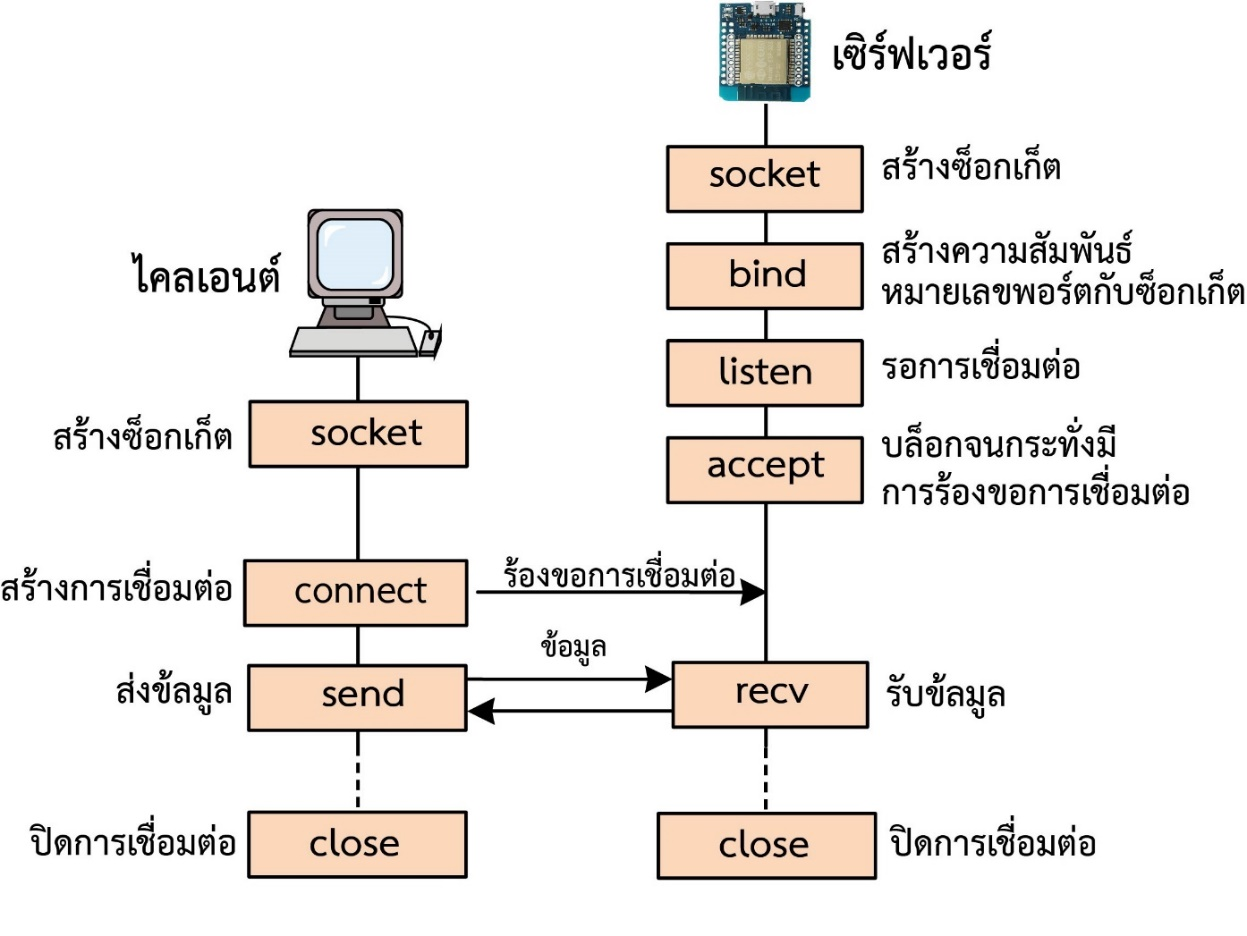 เซิร์ฟเวอร์
socket
สร้างซ็อกเก็ต
bind
สร้างความสัมพันธ์
หมายเลขพอร์ตกับซ็อกเก็ต
listen
รอการเชื่อมต่อ
accept
บล็อกจนกระทั่งมี
การร้องขอการเชื่อมต่อ
ไคลเอนต์
สร้างซ็อกเก็ต
socket
สร้างการเชื่อมต่อ
connect
ร้องขอการเชื่อมต่อ
ข้อมูล
ส่งข้ลมูล
send
recv
รับข้ลมูล
ปิดการเชื่อมต่อ
close
close
ปิดการเชื่อมต่อ